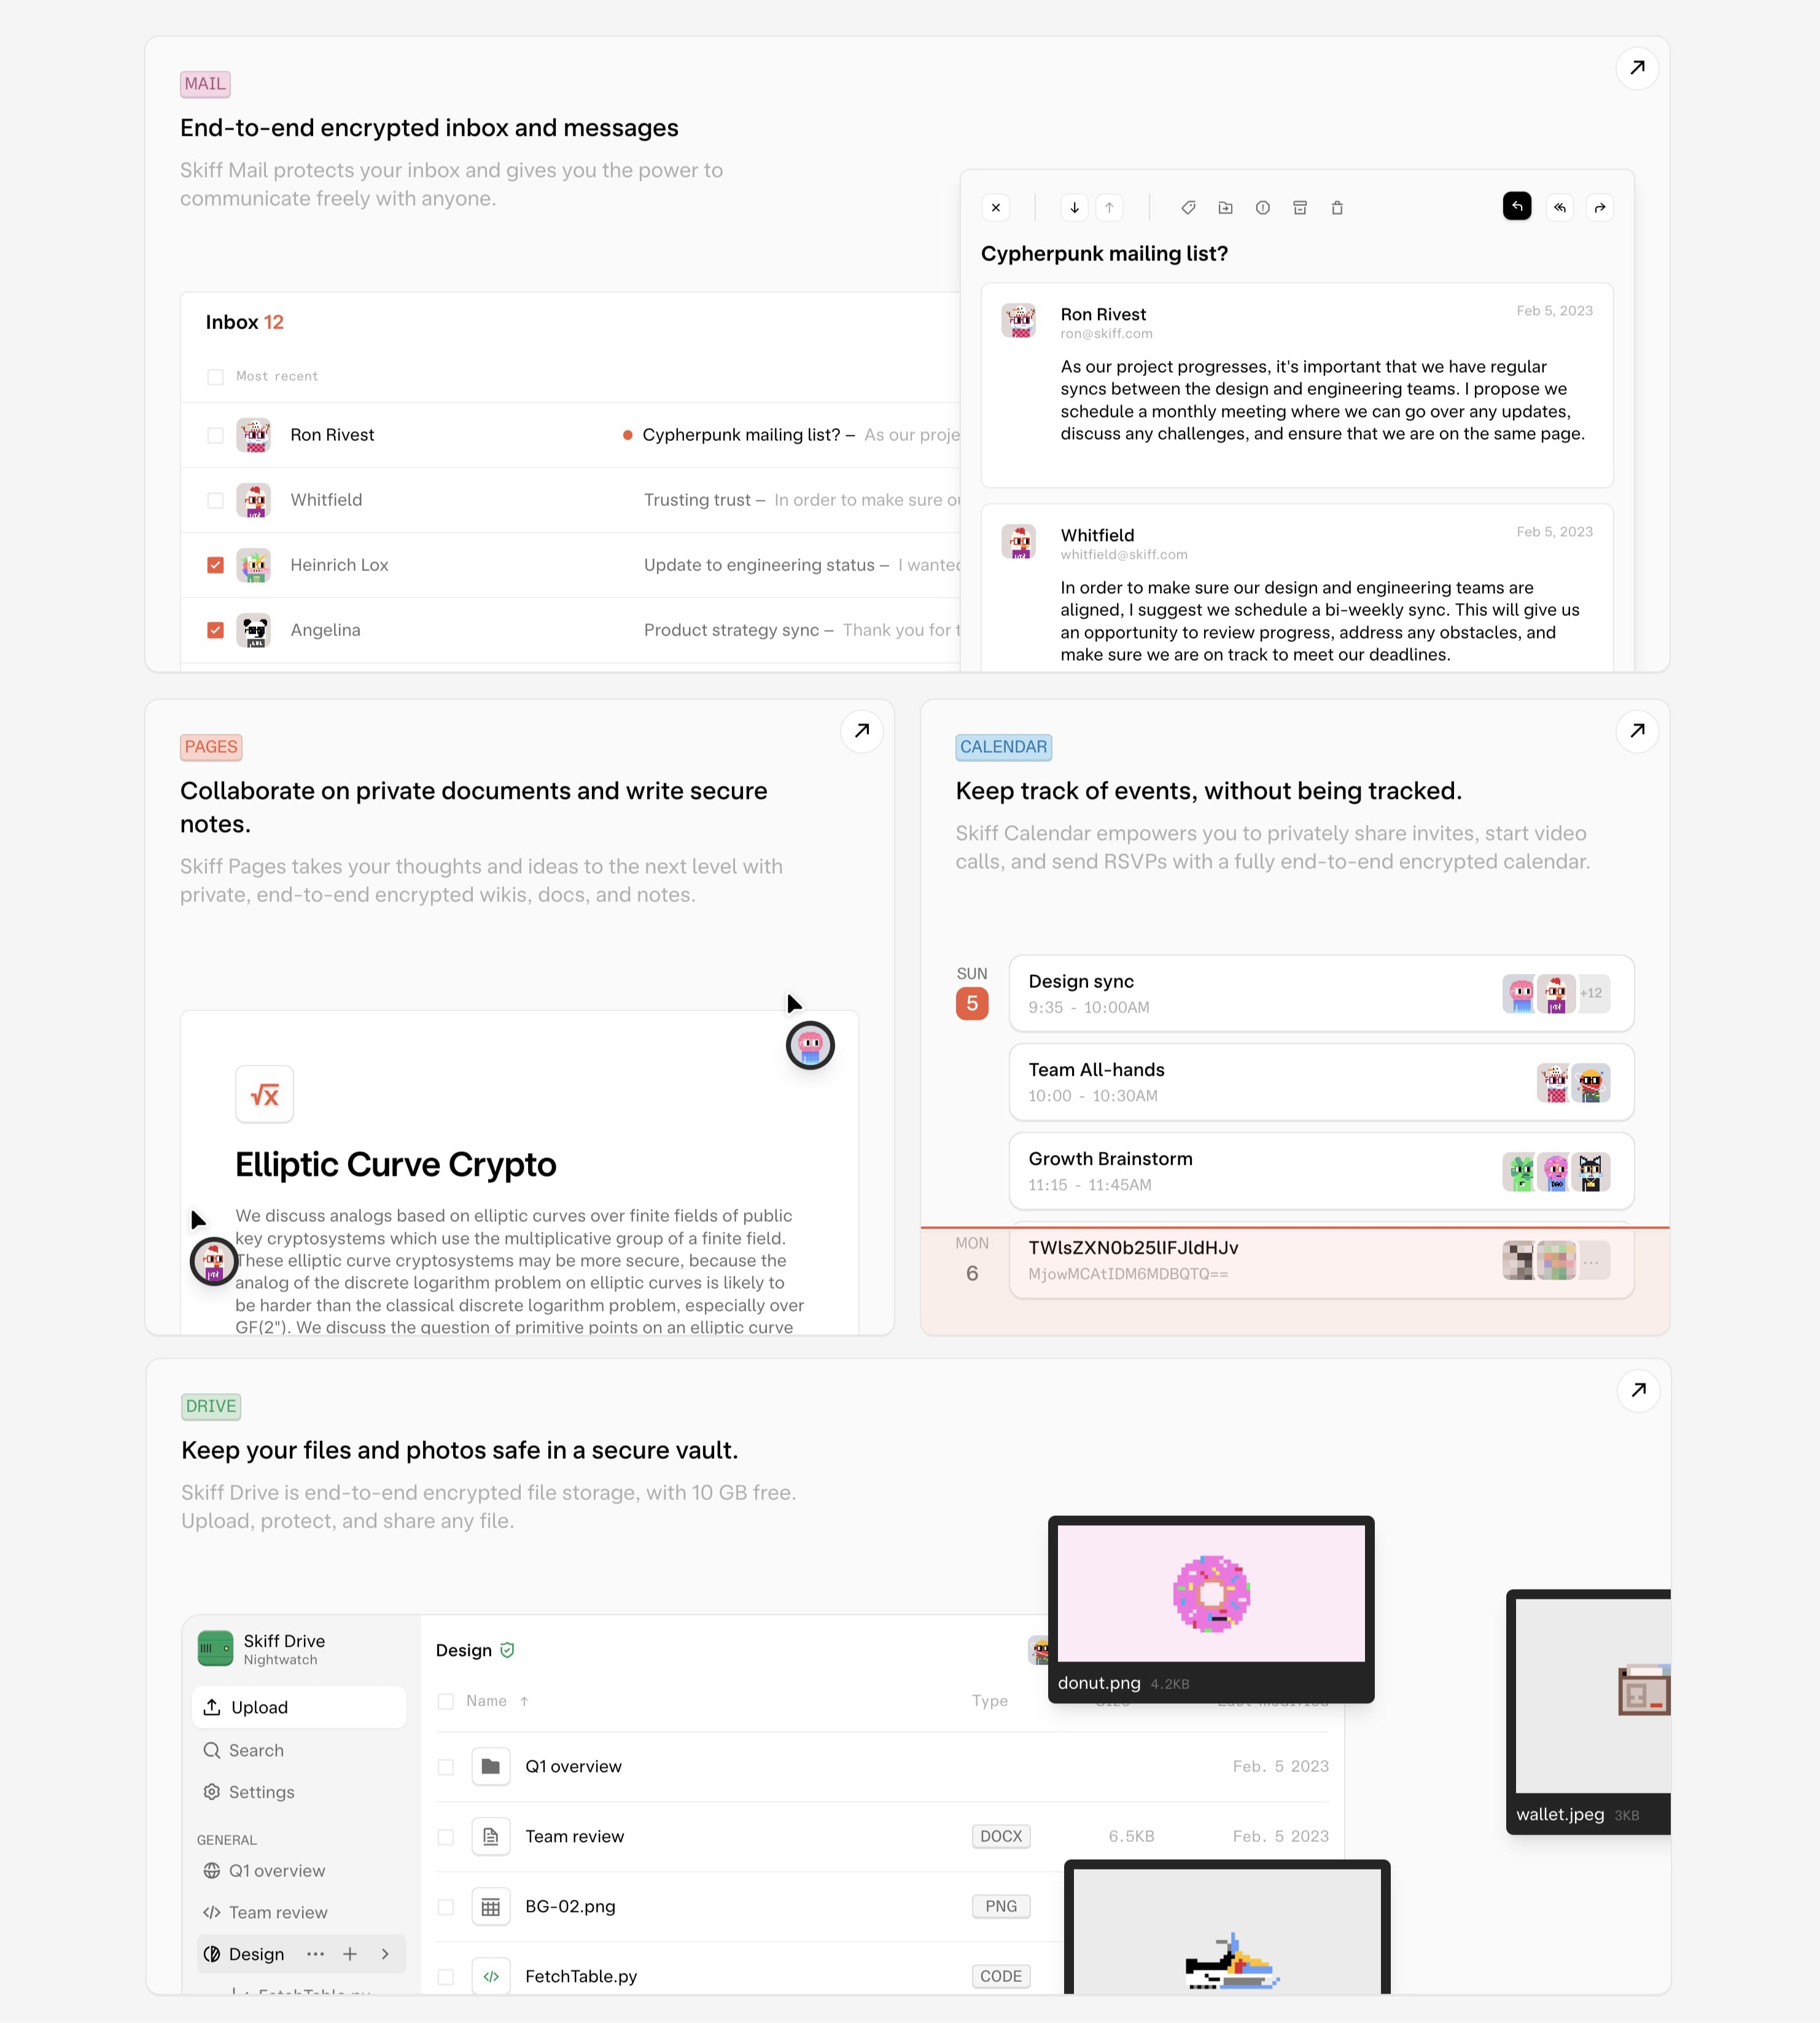 MAIL
End-to-end encrypted inbox and messages
Skiff Mail protects your inbox and gives you the power to
communicate freely with anyone.
Inbox 12
Most recent
Ron Rivest
Cypherpunk mailing list? – As our proje
Whitfield
Trusting trust – In order to make sure ou
Heinrich Lox
Update to engineering status – I wanted
Angelina
Product strategy sync – Thank you for t
Cypherpunk mailing list?
Ron Rivest
Feb 5, 2023
ron@skiff.com
As our project progresses, it's important that we have regular
syncs between the design and engineering teams. I propose we
schedule a monthly meeting where we can go over any updates,
discuss any challenges, and ensure that we are on the same page.
Whitfield
Feb 5, 2023
whitfield@skiff.com
In order to make sure our design and engineering teams are
aligned, I suggest we schedule a bi-weekly sync. This will give us
an opportunity to review progress, address any obstacles, and
make sure we are on track to meet our deadlines.
PAGES
Collaborate on private documents and write secure
notes.
Skiff Pages takes your thoughts and ideas to the next level with
private, end-to-end encrypted wikis, docs, and notes.
√x
Elliptic Curve Crypto
We discuss analogs based on elliptic curves over finite fields of public
key cryptosystems which use the multiplicative group of a finite field.
These elliptic curve cryptosystems may be more secure, because the
analog of the discrete logarithm problem on elliptic curves is likely to
be harder than the classical discrete logarithm problem, especially over
GF(2"). We discuss the question of primitive points on an elliptic curve
CALENDAR
Keep track of events, without being tracked.
Skiff Calendar empowers you to privately share invites, start video
calls, and send RSVPs with a fully end-to-end encrypted calendar.
SUN
5
Design sync
9:35 - 10:00AM
+12
Team All-hands
10:00 - 10:30AM
Growth Brainstorm
11:15 - 11:45AM
MON
6
TWlsZXN0b25lIFJldHJv
MjowMCAtIDM6MDBQTQ==
DRIVE
Keep your files and photos safe in a secure vault.
Skiff Drive is end-to-end encrypted file storage, with 10 GB free.
Upload, protect, and share any file.
Skiff Drive
Nightwatch
Upload
Search
Settings
GENERAL
Q1 overview
Team review
Design
FetchTable.py
Design
Name
Type
Size
Last modified
Q1 overview
Feb. 5 2023
Team review
DOCX
6.5KB
Feb. 5 2023
BG-02.png
PNG
FetchTable.py
CODE
donut.png 4.2KB
wallet.jpeg 3KB